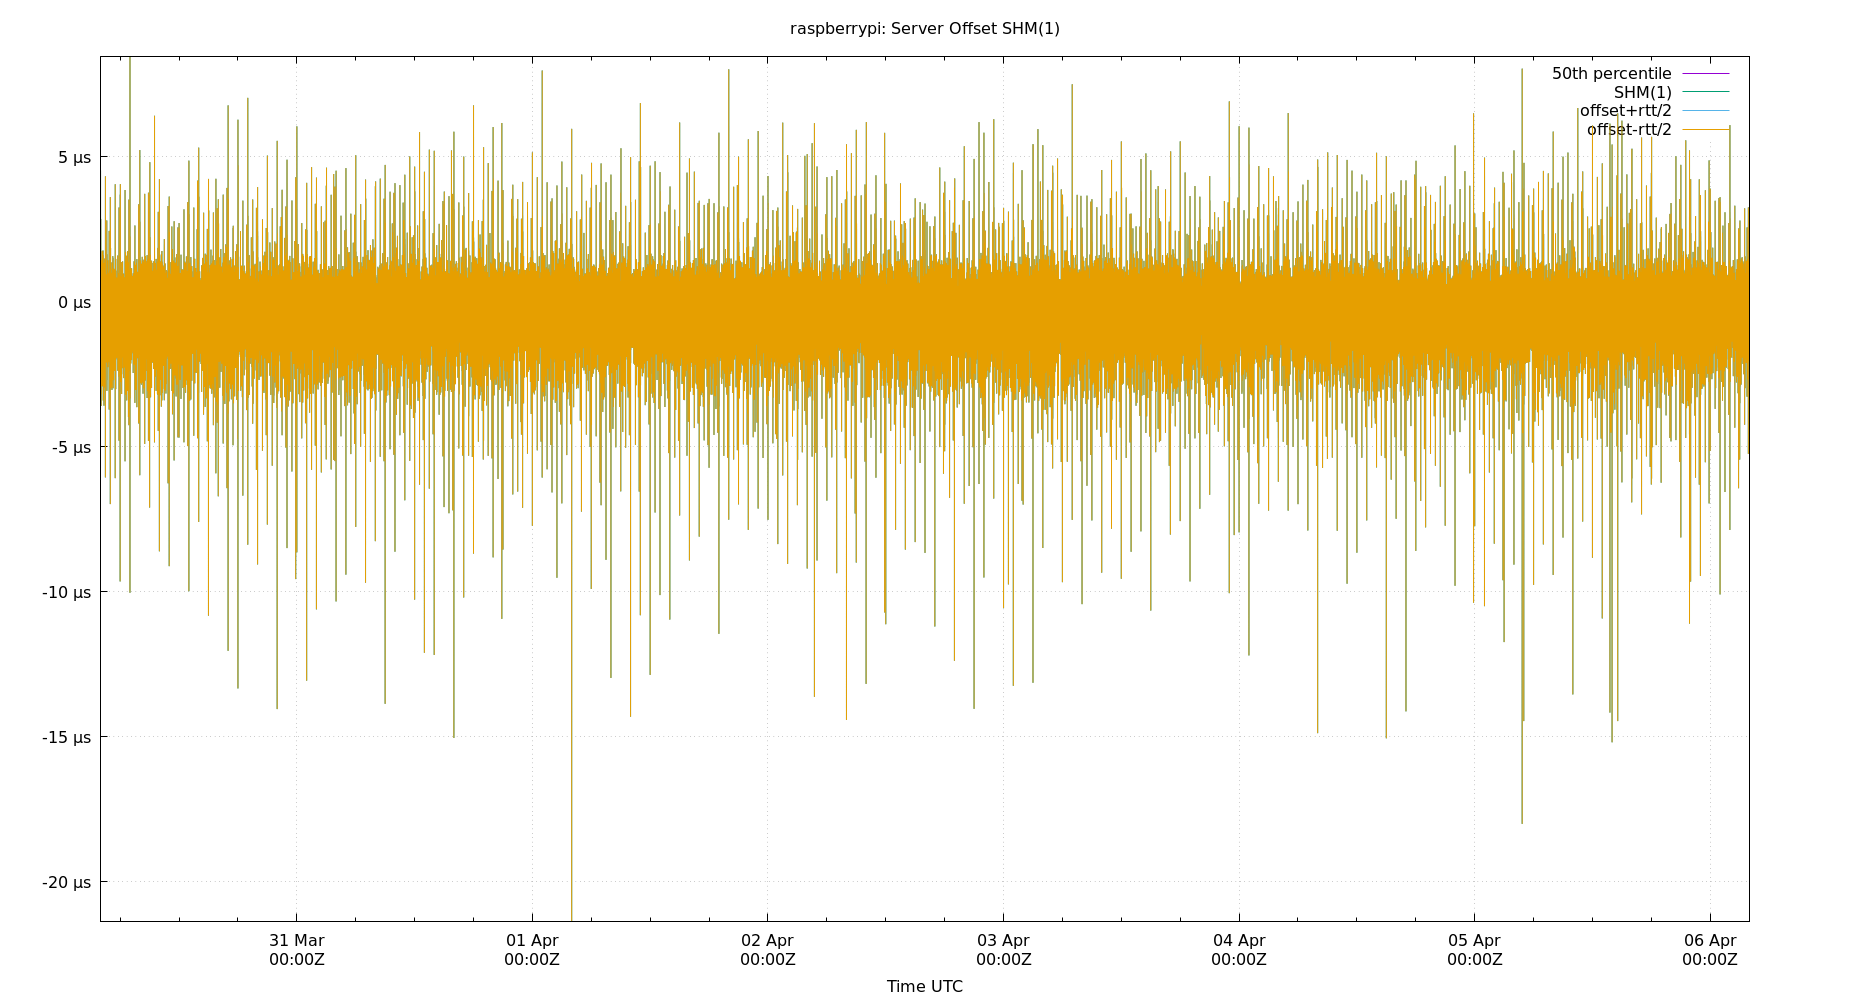 raspberrypi: Server Offset SHM(1)
50th percentile
SHM(1)
offset+rtt/2
offset-rtt/2
5 µs
0 µs
-5 µs
-10 µs
-15 µs
-20 µs
31 Mar 01 Apr 02 Apr 03 Apr 04 Apr 05 Apr 06 Apr
00:00Z 00:00Z 00:00Z 00:00Z 00:00Z 00:00Z 00:00Z
Time UTC